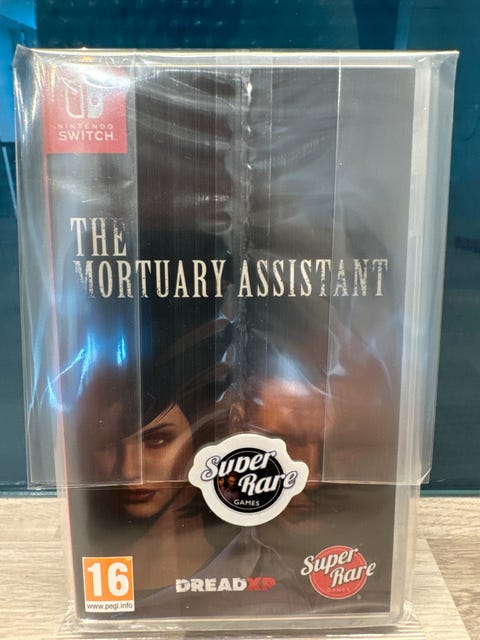 NINTENDO
SWITCH
THE
MORTUARY ASSISTANT
Super
Rare
GAMES
16
www.pegi.info
DREADXP
Super
Rare
GAMES